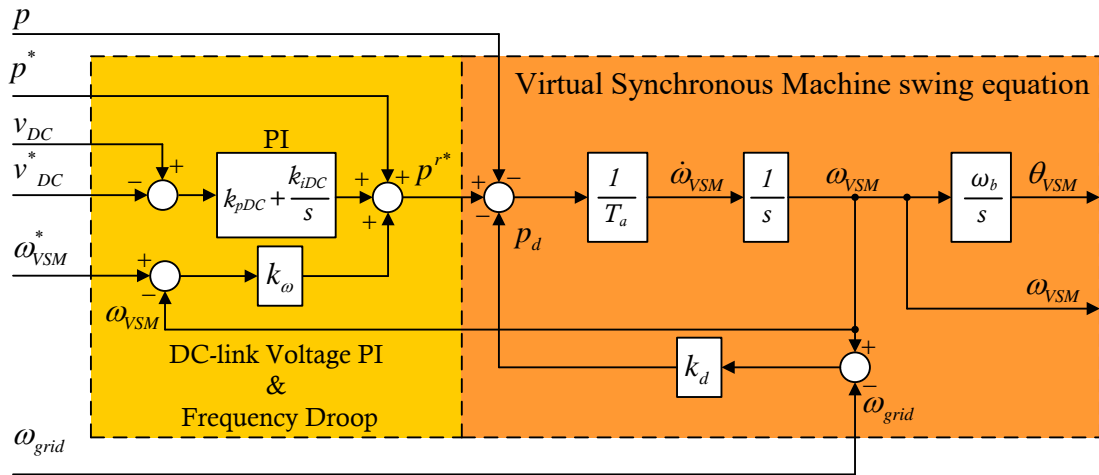 p
p*
Virtual Synchronous Machine swing equation
v_DC
+
PI
v*_DC
−
k_pDC + k_iDC/s
+
+
p^r*
+
−
−
1/T_a
ω̇_VSM
1/s
ω_VSM
ω_b/s
θ_VSM
+
p_d
ω*_VSM
+
−
k_ω
ω_VSM
ω_VSM
DC-link Voltage PI
&
Frequency Droop
k_d
+
−
ω_grid
ω_grid